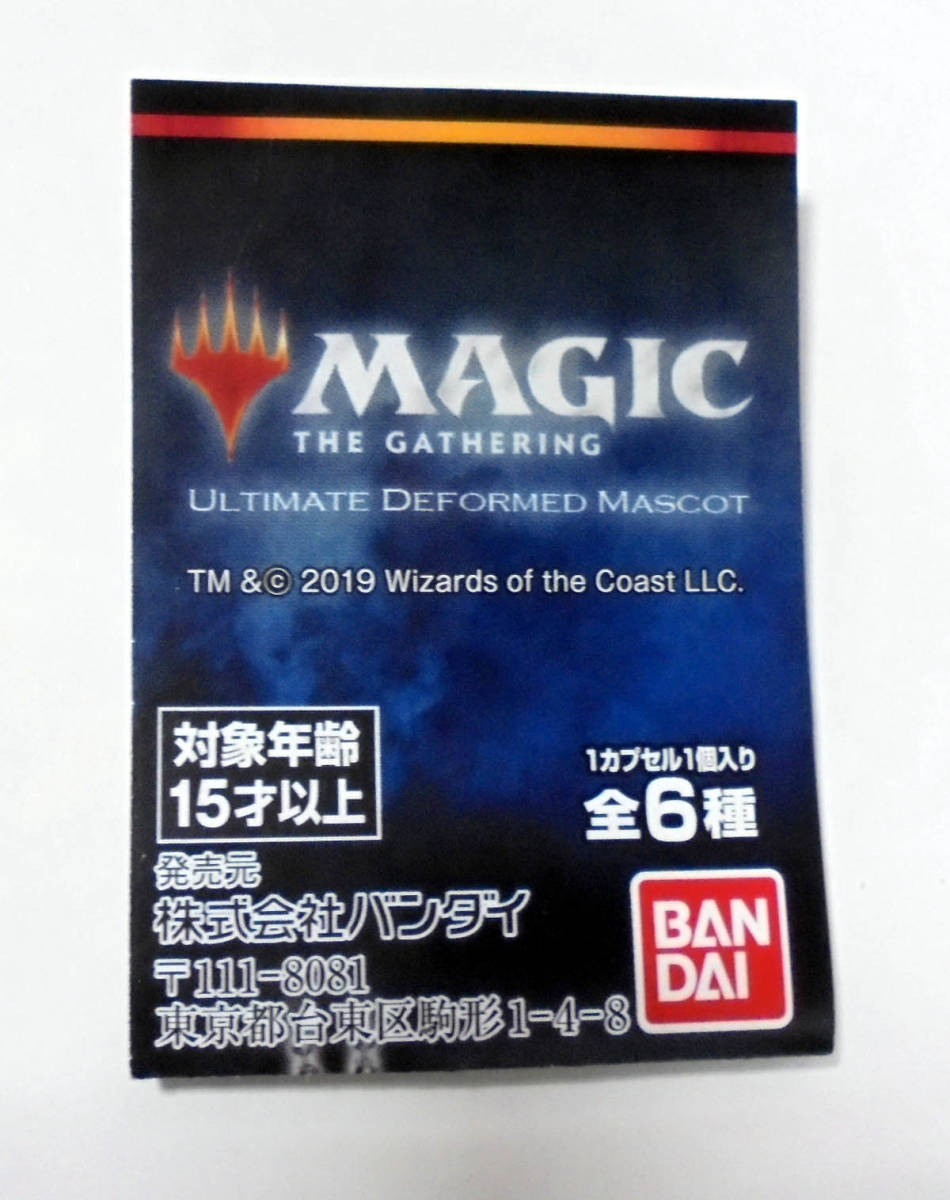 MAGIC
THE GATHERING
ULTIMATE DEFORMED MASCOT
TM &© 2019 Wizards of the Coast LLC.
対象年齢
15才以上
1カプセル1個入り
全6種
発売元
株式会社バンダイ
〒111-8081
東京都台東区駒形1-4-8
BAN
DAI